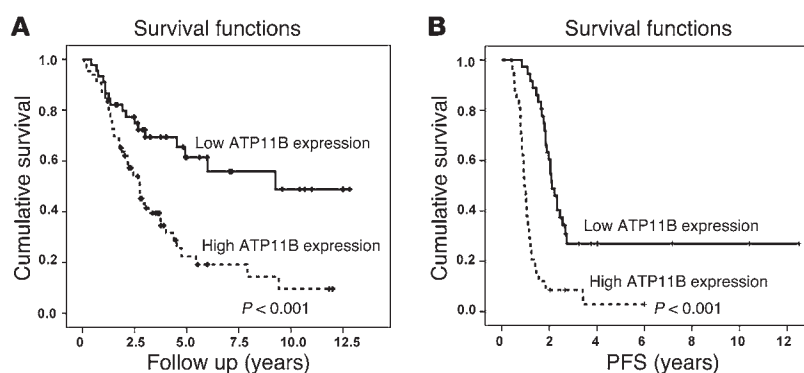 A
Survival functions
Cumulative survival
1.0
0.8
0.6
0.4
0.2
0.0
Low ATP11B expression
High ATP11B expression
P < 0.001
0 2.5 5.0 7.5 10.0 12.5
Follow up (years)
B
Survival functions
Cumulative survival
1.0
0.8
0.6
0.4
0.2
0.0
Low ATP11B expression
High ATP11B expression
P < 0.001
0 2 4 6 8 10 12
PFS (years)